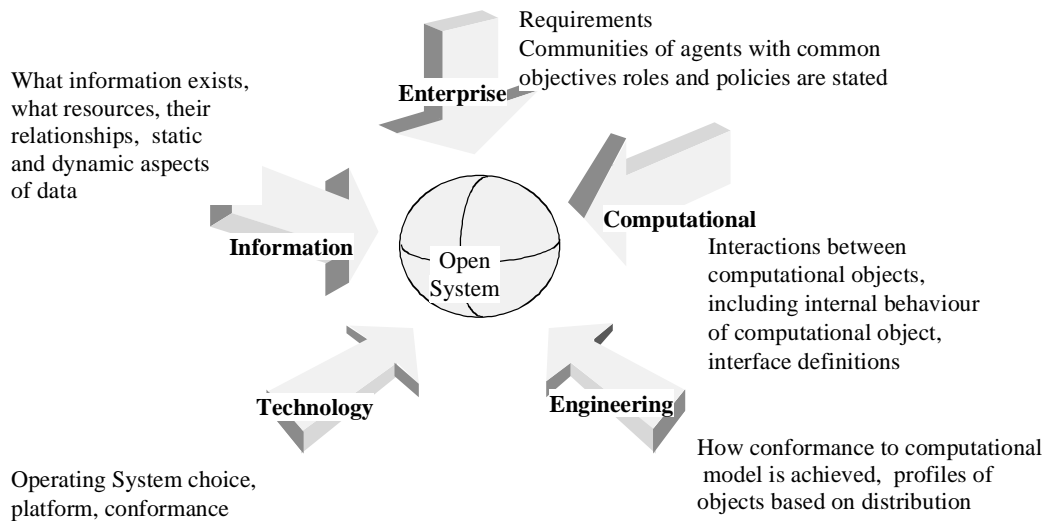 Requirements
Communities of agents with common
objectives roles and policies are stated
Enterprise
What information exists,
what resources, their
relationships, static
and dynamic aspects
of data
Information
Computational
Interactions between
computational objects,
including internal behaviour
of computational object,
interface definitions
Open
System
Technology
Operating System choice,
platform, conformance
Engineering
How conformance to computational
model is achieved, profiles of
objects based on distribution